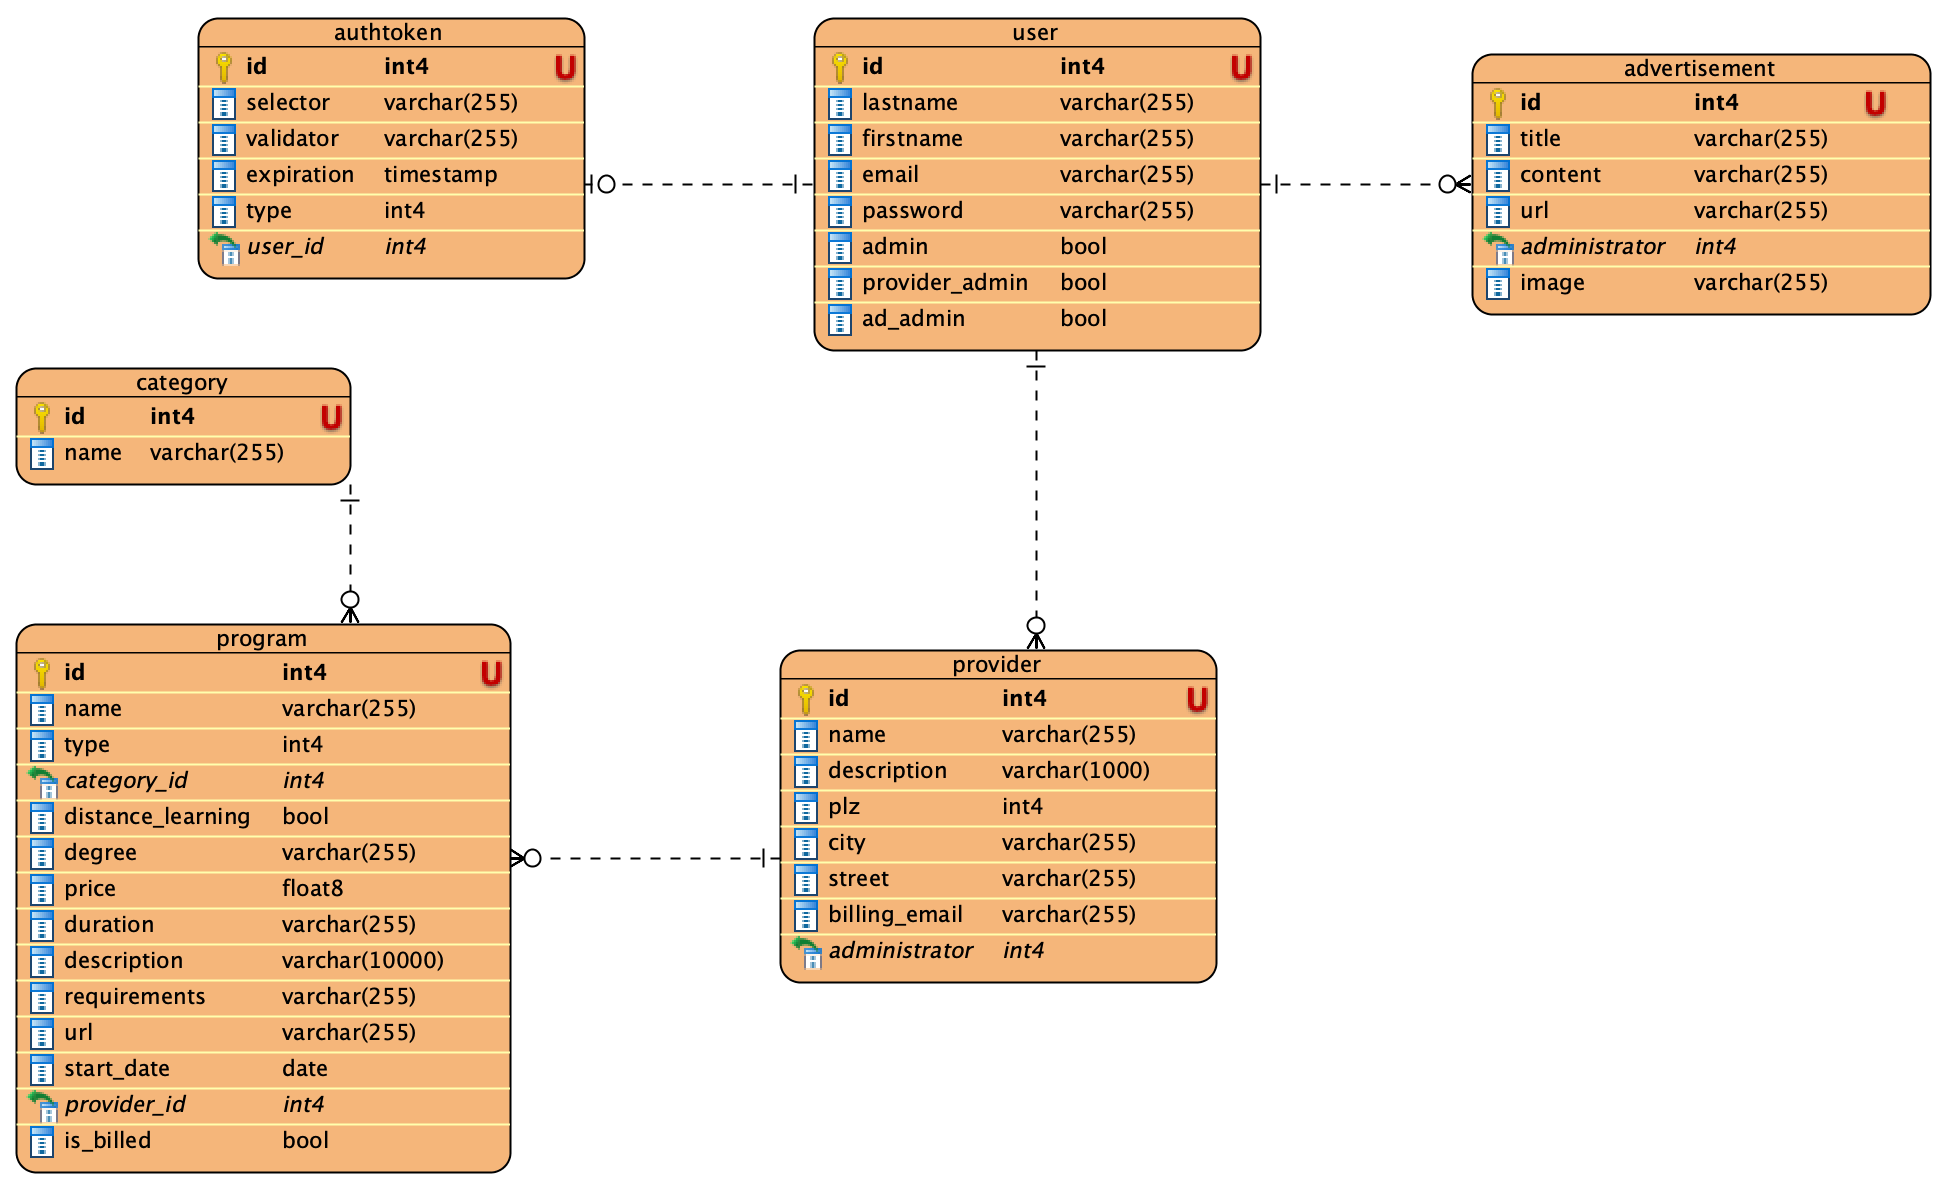 authtoken
id int4 U
selector varchar(255)
validator varchar(255)
expiration timestamp
type int4
user_id int4
user
id int4 U
lastname varchar(255)
firstname varchar(255)
email varchar(255)
password varchar(255)
admin bool
provider_admin bool
ad_admin bool
advertisement
id int4 U
title varchar(255)
content varchar(255)
url varchar(255)
administrator int4
image varchar(255)
category
id int4 U
name varchar(255)
program
id int4 U
name varchar(255)
type int4
category_id int4
distance_learning bool
degree varchar(255)
price float8
duration varchar(255)
description varchar(10000)
requirements varchar(255)
url varchar(255)
start_date date
provider_id int4
is_billed bool
provider
id int4 U
name varchar(255)
description varchar(1000)
plz int4
city varchar(255)
street varchar(255)
billing_email varchar(255)
administrator int4